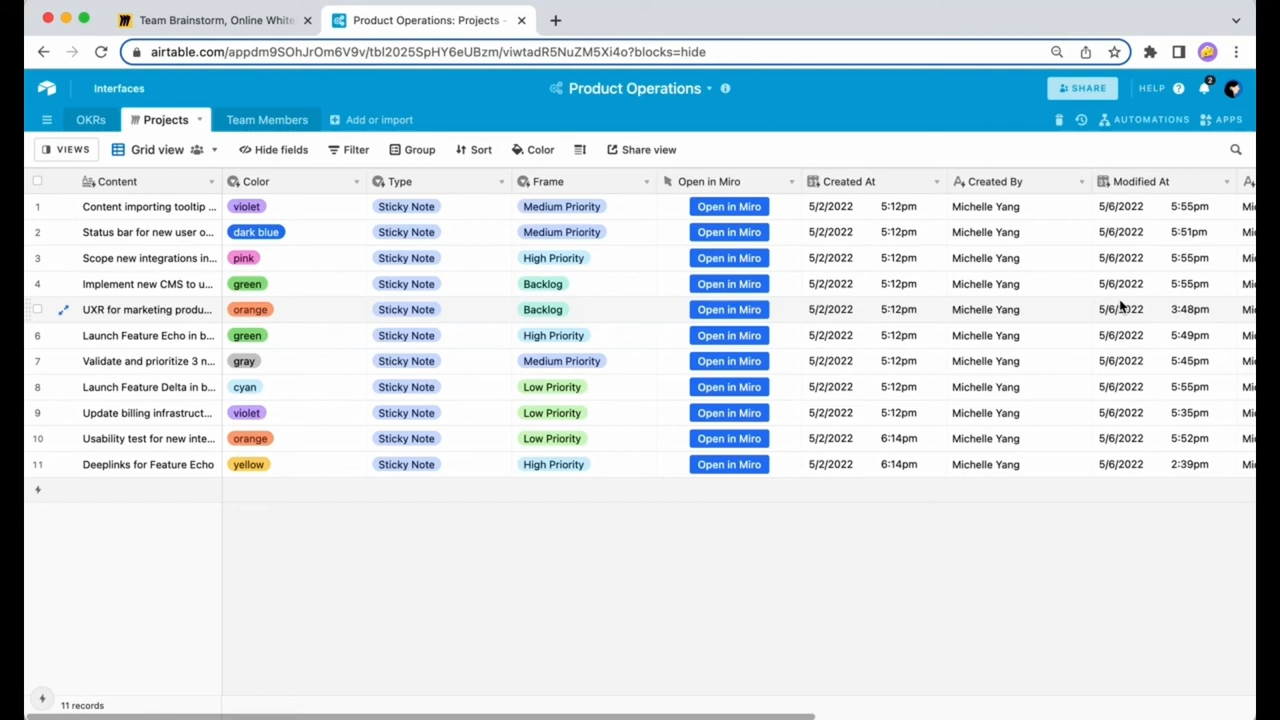 Team Brainstorm, Online White
Product Operations: Projects -
airtable.com/appdm9SOhJrOm6V9v/tbl2025SpHY6eUBzm/viwtadR5NuZM5Xi4o?blocks=hide
Interfaces
Product Operations
SHARE
HELP
2
OKRs
Projects
Team Members
Add or import
AUTOMATIONS
APPS
VIEWS
Grid view
Hide fields
Filter
Group
Sort
Color
Share view
Content Color Type Frame Open in Miro Created At Created By Modified At
1 Content importing tooltip ... violet Sticky Note Medium Priority Open in Miro 5/2/2022 5:12pm Michelle Yang 5/6/2022 5:55pm Mi
2 Status bar for new user o... dark blue Sticky Note Medium Priority Open in Miro 5/2/2022 5:12pm Michelle Yang 5/6/2022 5:51pm Mi
3 Scope new integrations in... pink Sticky Note High Priority Open in Miro 5/2/2022 5:12pm Michelle Yang 5/6/2022 5:55pm Mi
4 Implement new CMS to u... green Sticky Note Backlog Open in Miro 5/2/2022 5:12pm Michelle Yang 5/6/2022 5:55pm Mi
UXR for marketing produ... orange Sticky Note Backlog Open in Miro 5/2/2022 5:12pm Michelle Yang 5/6/2022 3:48pm Mi
6 Launch Feature Echo in b... green Sticky Note High Priority Open in Miro 5/2/2022 5:12pm Michelle Yang 5/6/2022 5:49pm Mi
7 Validate and prioritize 3 n... gray Sticky Note Medium Priority Open in Miro 5/2/2022 5:12pm Michelle Yang 5/6/2022 5:45pm Mi
8 Launch Feature Delta in b... cyan Sticky Note Low Priority Open in Miro 5/2/2022 5:12pm Michelle Yang 5/6/2022 5:55pm Mi
9 Update billing infrastruct... violet Sticky Note Low Priority Open in Miro 5/2/2022 5:12pm Michelle Yang 5/6/2022 5:35pm Mi
10 Usability test for new inte... orange Sticky Note Low Priority Open in Miro 5/2/2022 6:14pm Michelle Yang 5/6/2022 5:52pm Mi
11 Deeplinks for Feature Echo yellow Sticky Note High Priority Open in Miro 5/2/2022 6:14pm Michelle Yang 5/6/2022 2:39pm Mi
11 records